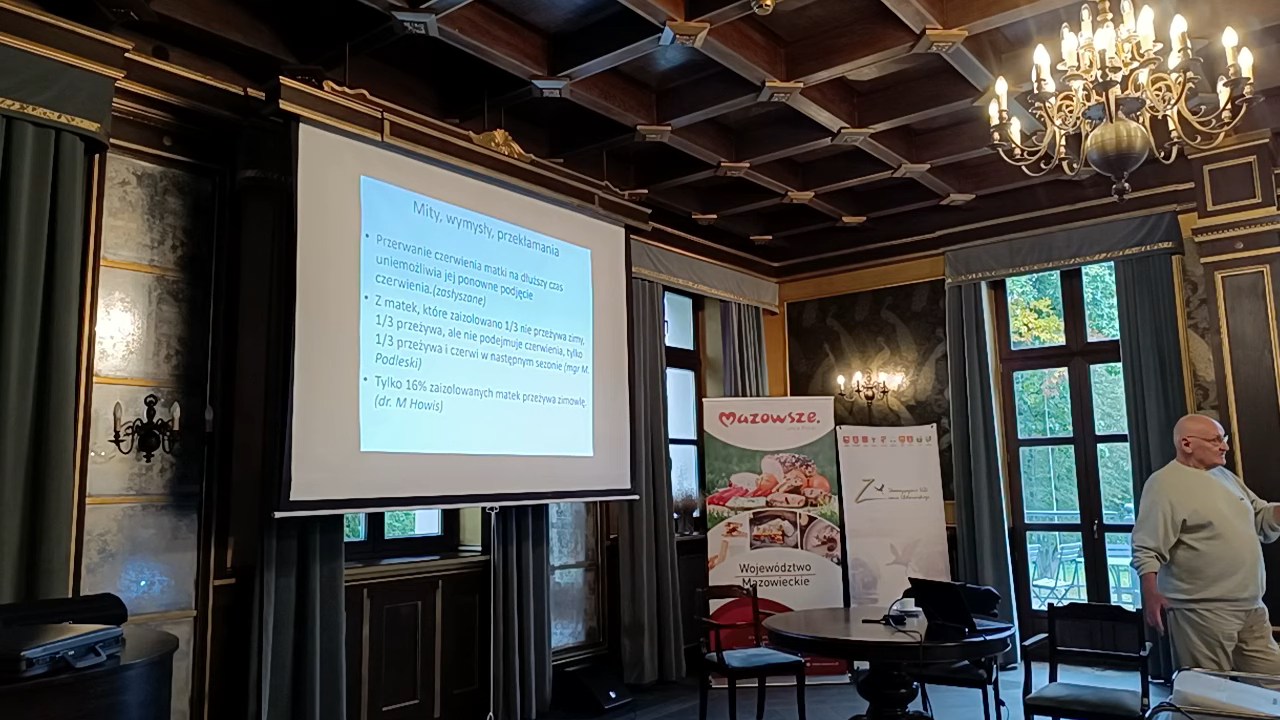 Mity, wymysły, przekłamania
• Przerwanie czerwienia matki na dłuższy czas
uniemożliwia jej ponowne podjęcie
czerwienia.(zasłyszane)
• Z matek, które zaizolowano 1/3 nie przeżywa zimy,
1/3 przeżywa, ale nie podejmuje czerwienia, tylko
1/3 przeżywa i czerwi w następnym sezonie (mgr M.
Podleski)
• Tylko 16% zaizolowanych matek przeżywa zimowlę.
(dr. M Howis)
Mazowsze.
Województwo
Mazowieckie